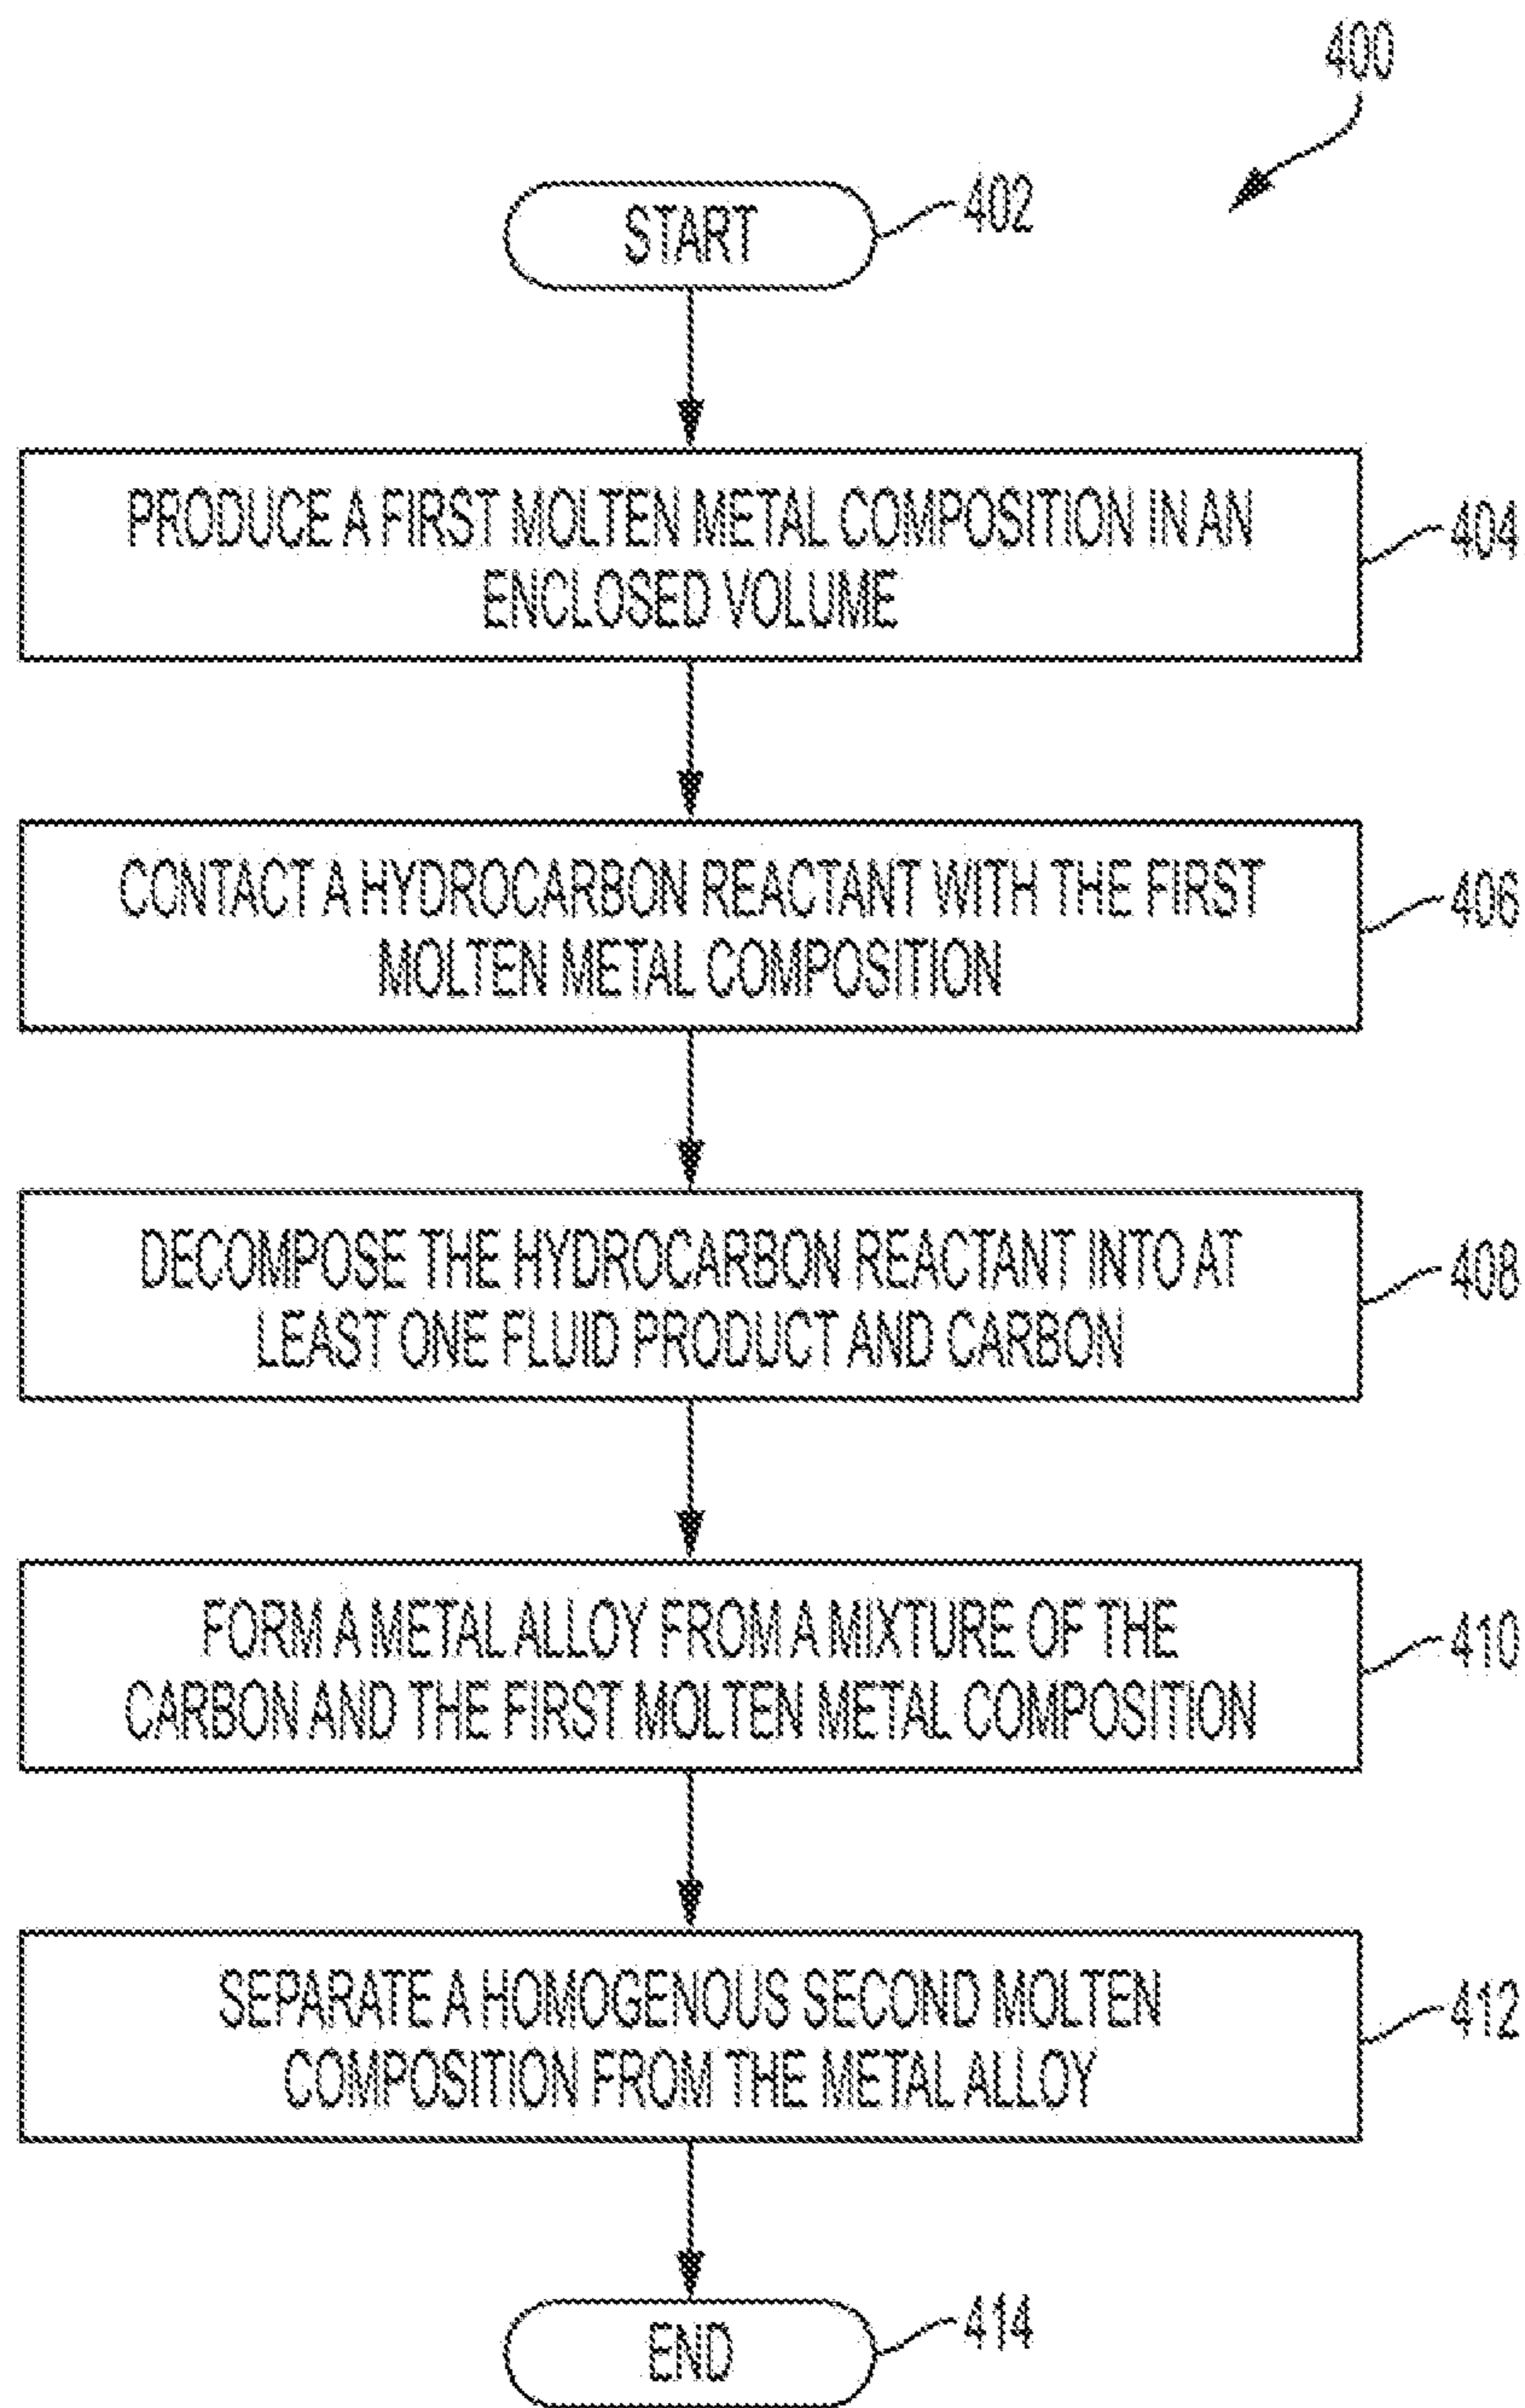 400
START
402
PRODUCE A FIRST MOLTEN METAL COMPOSITION IN AN
ENCLOSED VOLUME
404
CONTACT A HYDROCARBON REACTANT WITH THE FIRST
MOLTEN METAL COMPOSITION
406
DECOMPOSE THE HYDROCARBON REACTANT INTO AT
LEAST ONE FLUID PRODUCT AND CARBON
408
FORM A METAL ALLOY FROM A MIXTURE OF THE
CARBON AND THE FIRST MOLTEN METAL COMPOSITION
410
SEPARATE A HOMOGENOUS SECOND MOLTEN
COMPOSITION FROM THE METAL ALLOY
412
END
414